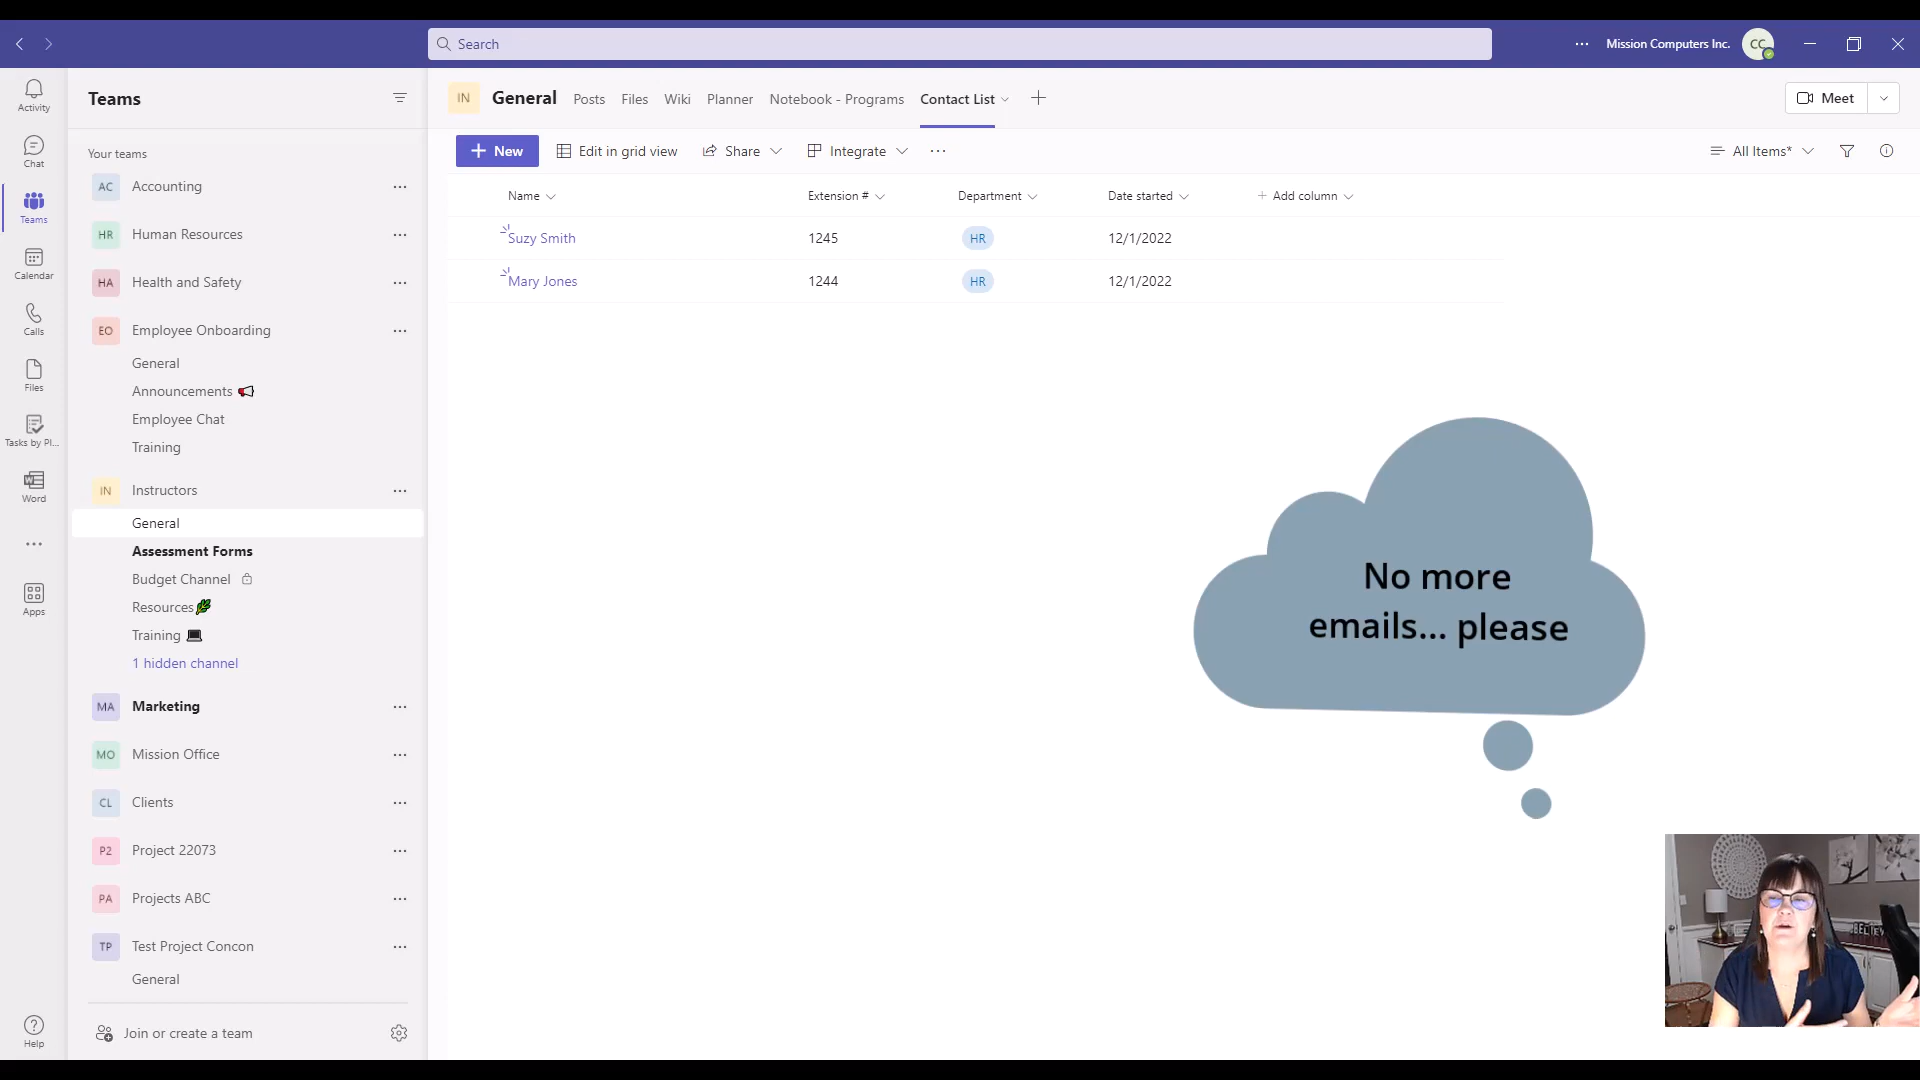 Search
Mission Computers Inc.
CC
Activity
Chat
Teams
Calendar
Calls
Files
Tasks by Pl...
Word
Apps
Help
Teams
Your teams
AC Accounting
HR Human Resources
HA Health and Safety
EO Employee Onboarding
General
Announcements
Employee Chat
Training
IN Instructors
General
Assessment Forms
Budget Channel
Resources
Training
1 hidden channel
MA Marketing
MO Mission Office
CL Clients
P2 Project 22073
PA Projects ABC
TP Test Project Concon
General
Join or create a team
IN General Posts Files Wiki Planner Notebook - Programs Contact List
Meet
New Edit in grid view Share Integrate
All Items*
Name Extension # Department Date started Add column
Suzy Smith 1245 HR 12/1/2022
Mary Jones 1244 HR 12/1/2022
No more
emails... please
BELIEVE